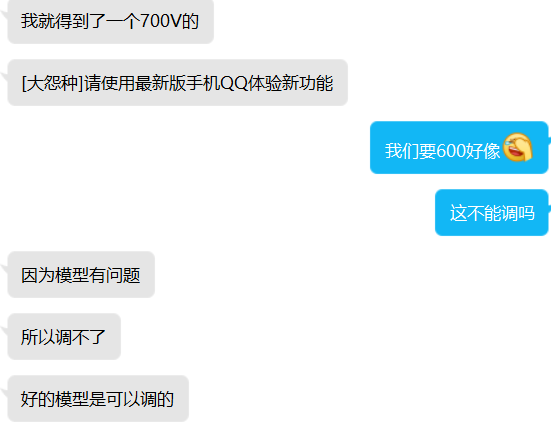 我就得到了一个700V的
[大怨种]请使用最新版手机QQ体验新功能
我们要600好像
这不能调吗
因为模型有问题
所以调不了
好的模型是可以调的